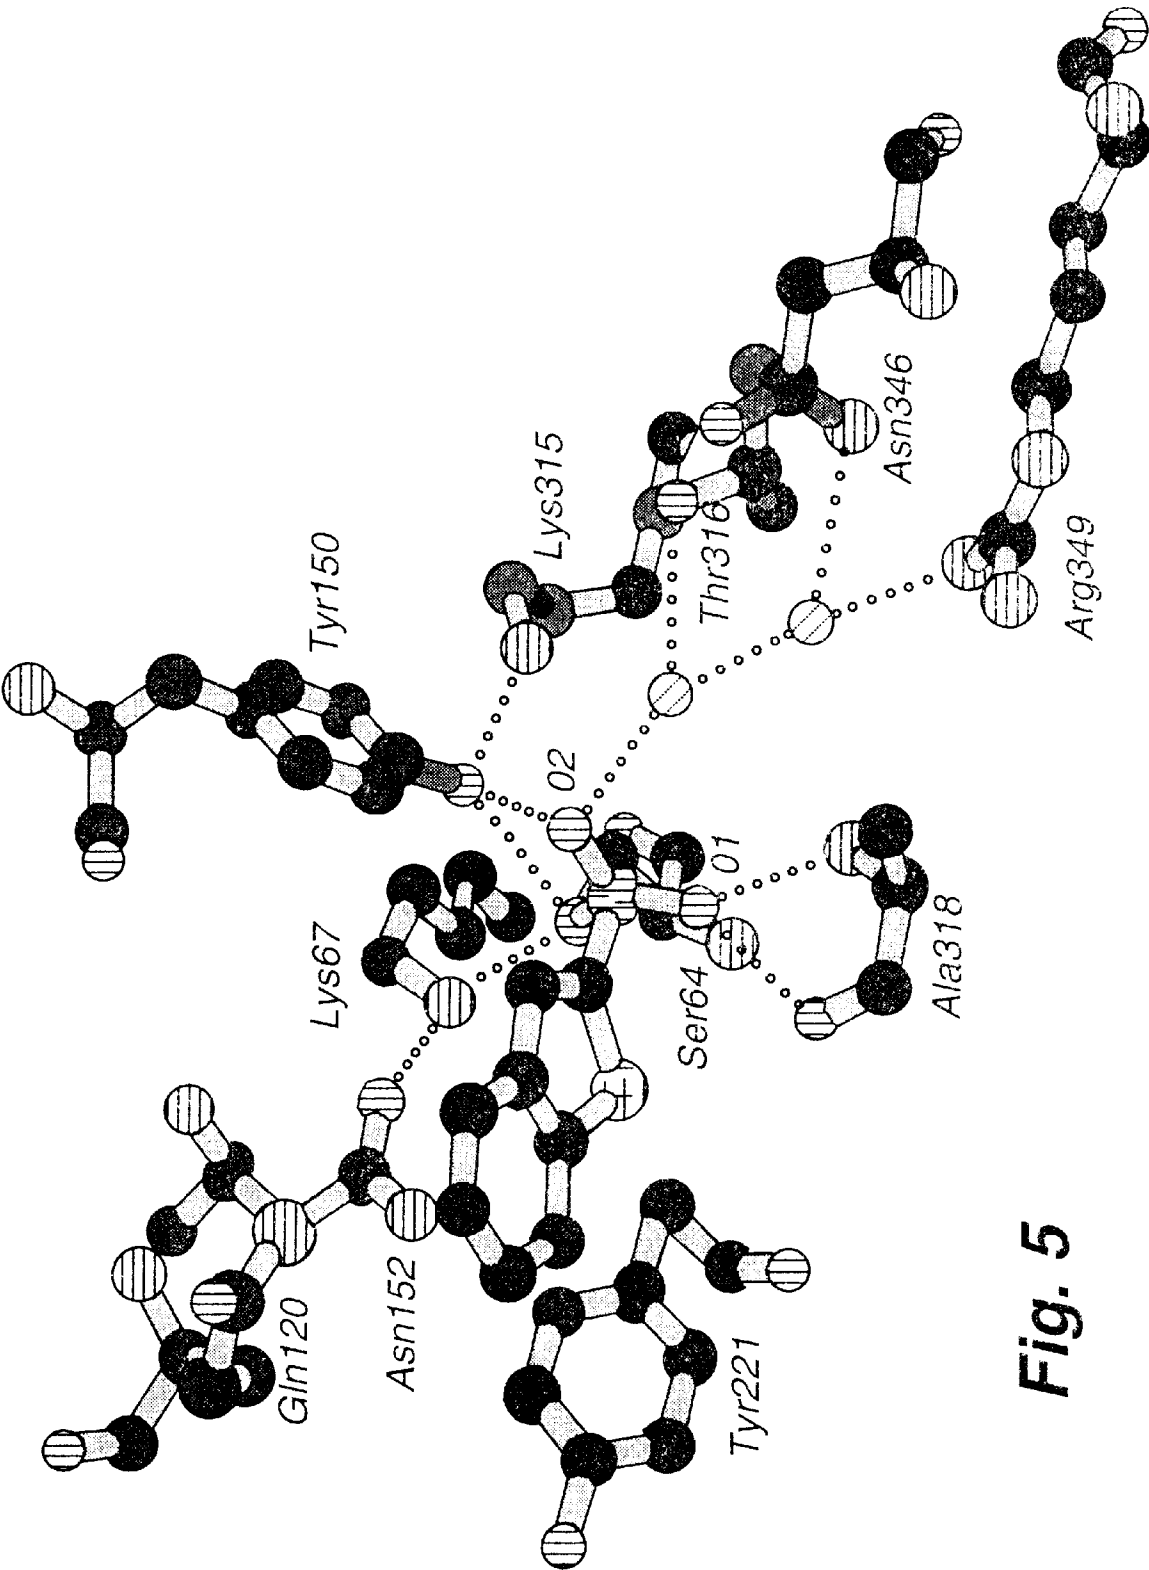 Tyr150
Lys315
Asn346
Thr316
Arg349
O2
O1
Lys67
Ser64
Ala318
Asn152
Gln120
Tyr221
Fig. 5